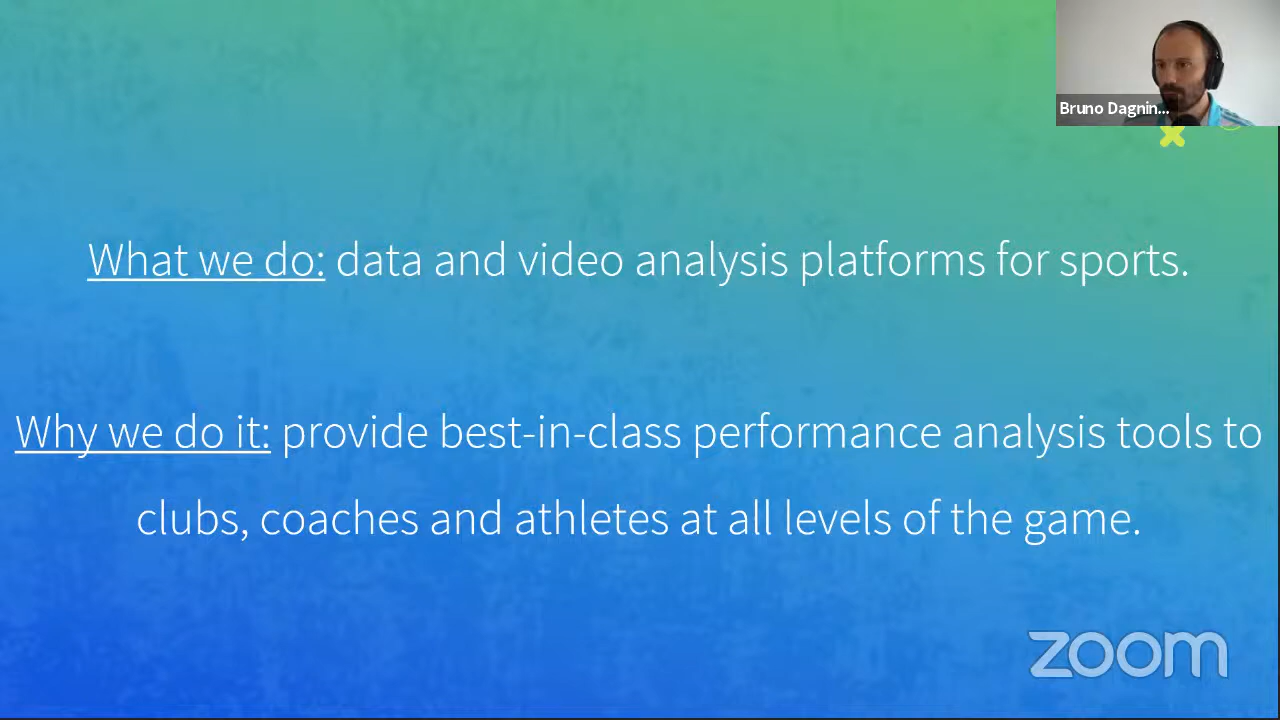 Bruno Dagnin...
What we do: data and video analysis platforms for sports.
Why we do it: provide best-in-class performance analysis tools to
clubs, coaches and athletes at all levels of the game.
zoom